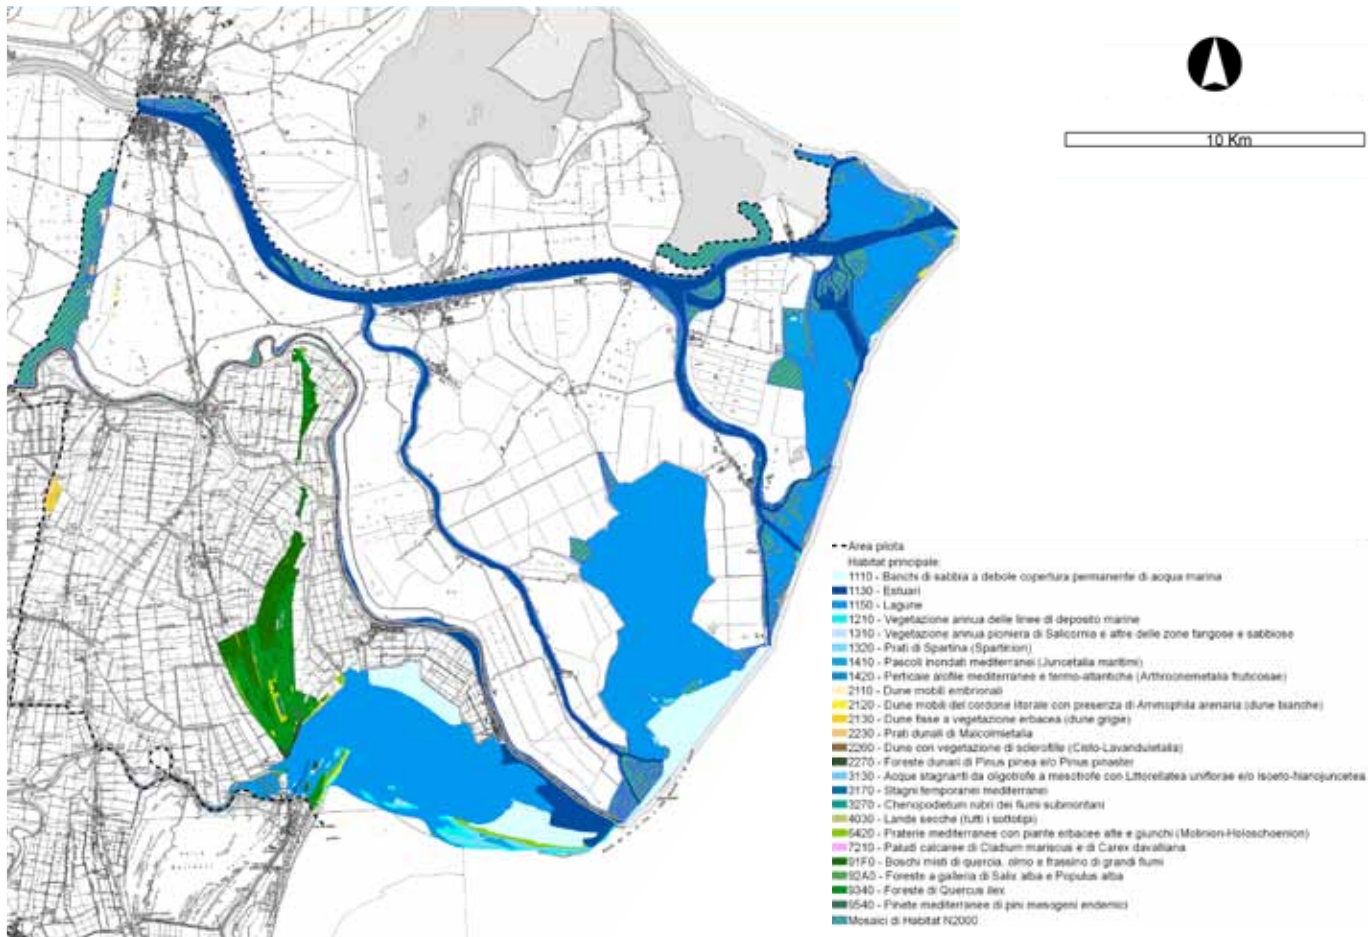 10 Km
Area pilota
Habitat principale:
1110 - Banchi di sabbia a debole copertura permanente di acqua marina
1130 - Estuari
1150 - Lagune
1210 - Vegetazione annua delle linee di deposito marine
1310 - Vegetazione annua pioniera di Salicornia e altre delle zone fangose e sabbiose
1320 - Prati di Spartina (Spartinion)
1410 - Pascoli inondati mediterranei (Juncetalia maritimi)
1420 - Perticaie alofile mediterranee e termo-atlantiche (Arthrocnemetalia fruticosae)
2110 - Dune mobili embrionali
2120 - Dune mobili del cordone litorale con presenza di Ammophila arenaria (dune bianche)
2130 - Dune fisse a vegetazione erbacea (dune grigie)
2230 - Prati dunali di Malcolmietalia
2260 - Dune con vegetazione di sclerofille (Cisto-Lavanduletalia)
2270 - Foreste dunari di Pinus pinea e/o Pinus pinaster
3130 - Acque stagnanti da oligotrofe a mesotrofe con Littorellatea uniflorae e/o Isoeto-Nanojuncetea
3170 - Stagni temporanei mediterranei
3270 - Chenopodietum rubri dei fiumi submontani
4030 - Lande secche (tutti i sottotipi)
6420 - Praterie mediterranee con piante erbacee alte e giunchi (Molinion-Holoschoenion)
7210 - Paludi calcaree di Cladium mariscus e di Carex davalliana
91F0 - Boschi misti di quercia, olmo e frassino di grandi fiumi
92A0 - Foreste a galleria di Salix alba e Populus alba
9340 - Foreste di Quercus ilex
9540 - Pinete mediterranee di pini mesogeni endemici
Mosaici di Habitat N2000